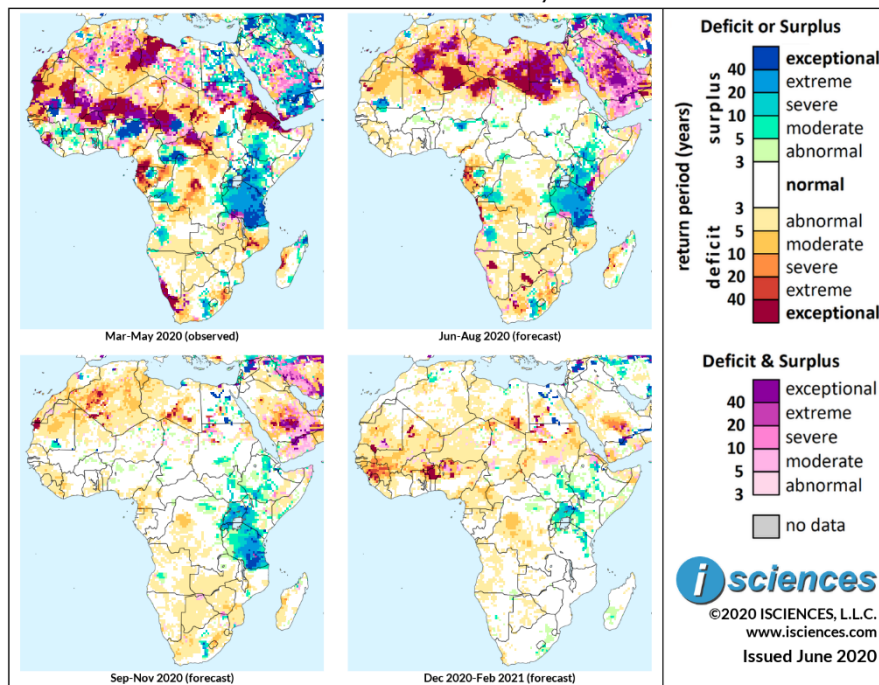 Mar-May 2020 (observed)
Jun-Aug 2020 (forecast)
Sep-Nov 2020 (forecast)
Dec 2020-Feb 2021 (forecast)
Deficit or Surplus
return period (years)
surplus
deficit
40
20
10
5
3
3
5
10
20
40
exceptional
extreme
severe
moderate
abnormal
normal
abnormal
moderate
severe
extreme
exceptional
Deficit & Surplus
40
20
10
5
3
exceptional
extreme
severe
moderate
abnormal
no data
i sciences
©2020 ISCIENCES, L.L.C.
www.isciences.com
Issued June 2020